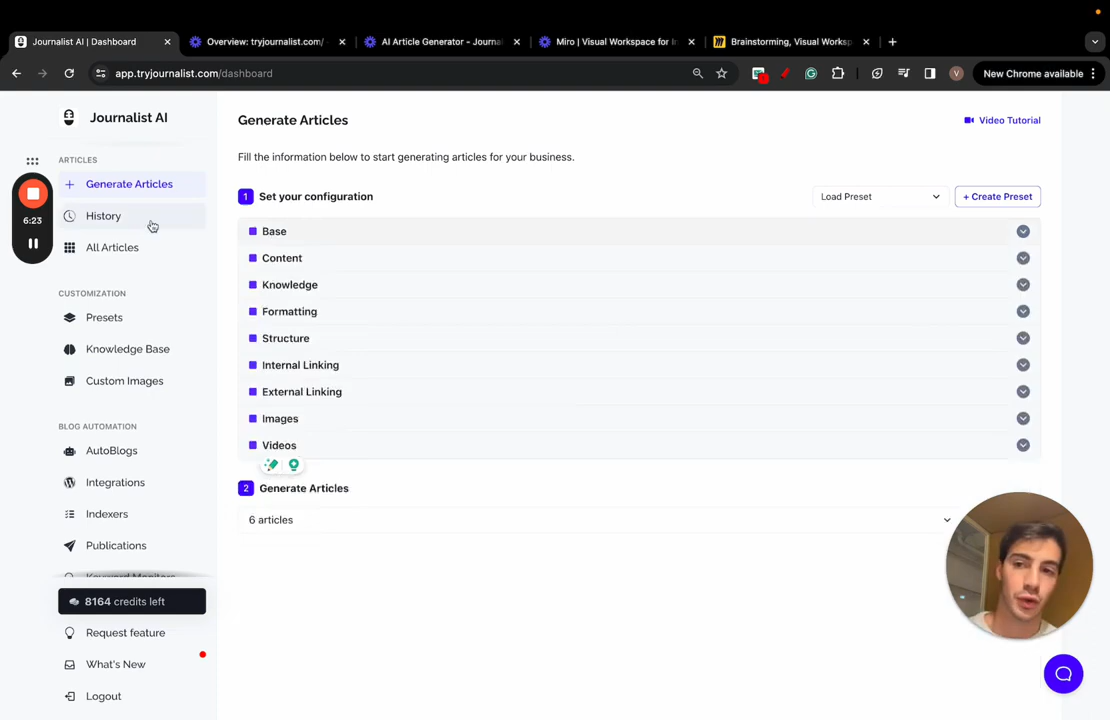 Journalist AI | Dashboard
Overview: tryjournalist.com/
AI Article Generator - Journa
Miro | Visual Workspace for In
Brainstorming, Visual Worksp
app.tryjournalist.com/dashboard
V
New Chrome available
Journalist AI
ARTICLES
Generate Articles
History
All Articles
CUSTOMIZATION
Presets
Knowledge Base
Custom Images
BLOG AUTOMATION
AutoBlogs
Integrations
Indexers
Publications
Keyword Monitors
8164 credits left
Request feature
What's New
Logout
6:23
Generate Articles
Video Tutorial
Fill the information below to start generating articles for your business.
1 Set your configuration
Load Preset
+ Create Preset
Base
Content
Knowledge
Formatting
Structure
Internal Linking
External Linking
Images
Videos
2 Generate Articles
6 articles